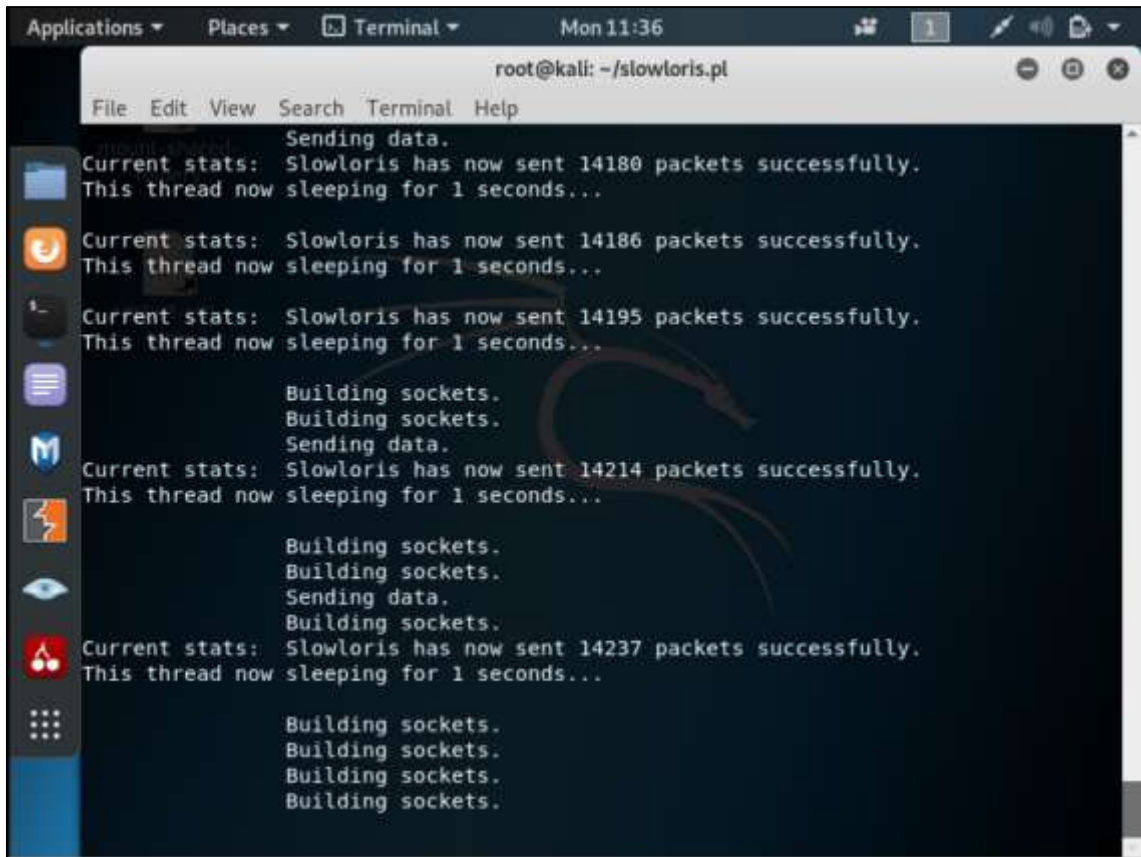 Applications Places Terminal Mon 11:36 1
root@kali: ~/slowloris.pl
File Edit View Search Terminal Help
Sending data.
Current stats: Slowloris has now sent 14180 packets successfully.
This thread now sleeping for 1 seconds...
Current stats: Slowloris has now sent 14186 packets successfully.
This thread now sleeping for 1 seconds...
Current stats: Slowloris has now sent 14195 packets successfully.
This thread now sleeping for 1 seconds...
Building sockets.
Building sockets.
Sending data.
Current stats: Slowloris has now sent 14214 packets successfully.
This thread now sleeping for 1 seconds...
Building sockets.
Building sockets.
Sending data.
Building sockets.
Current stats: Slowloris has now sent 14237 packets successfully.
This thread now sleeping for 1 seconds...
Building sockets.
Building sockets.
Building sockets.
Building sockets.